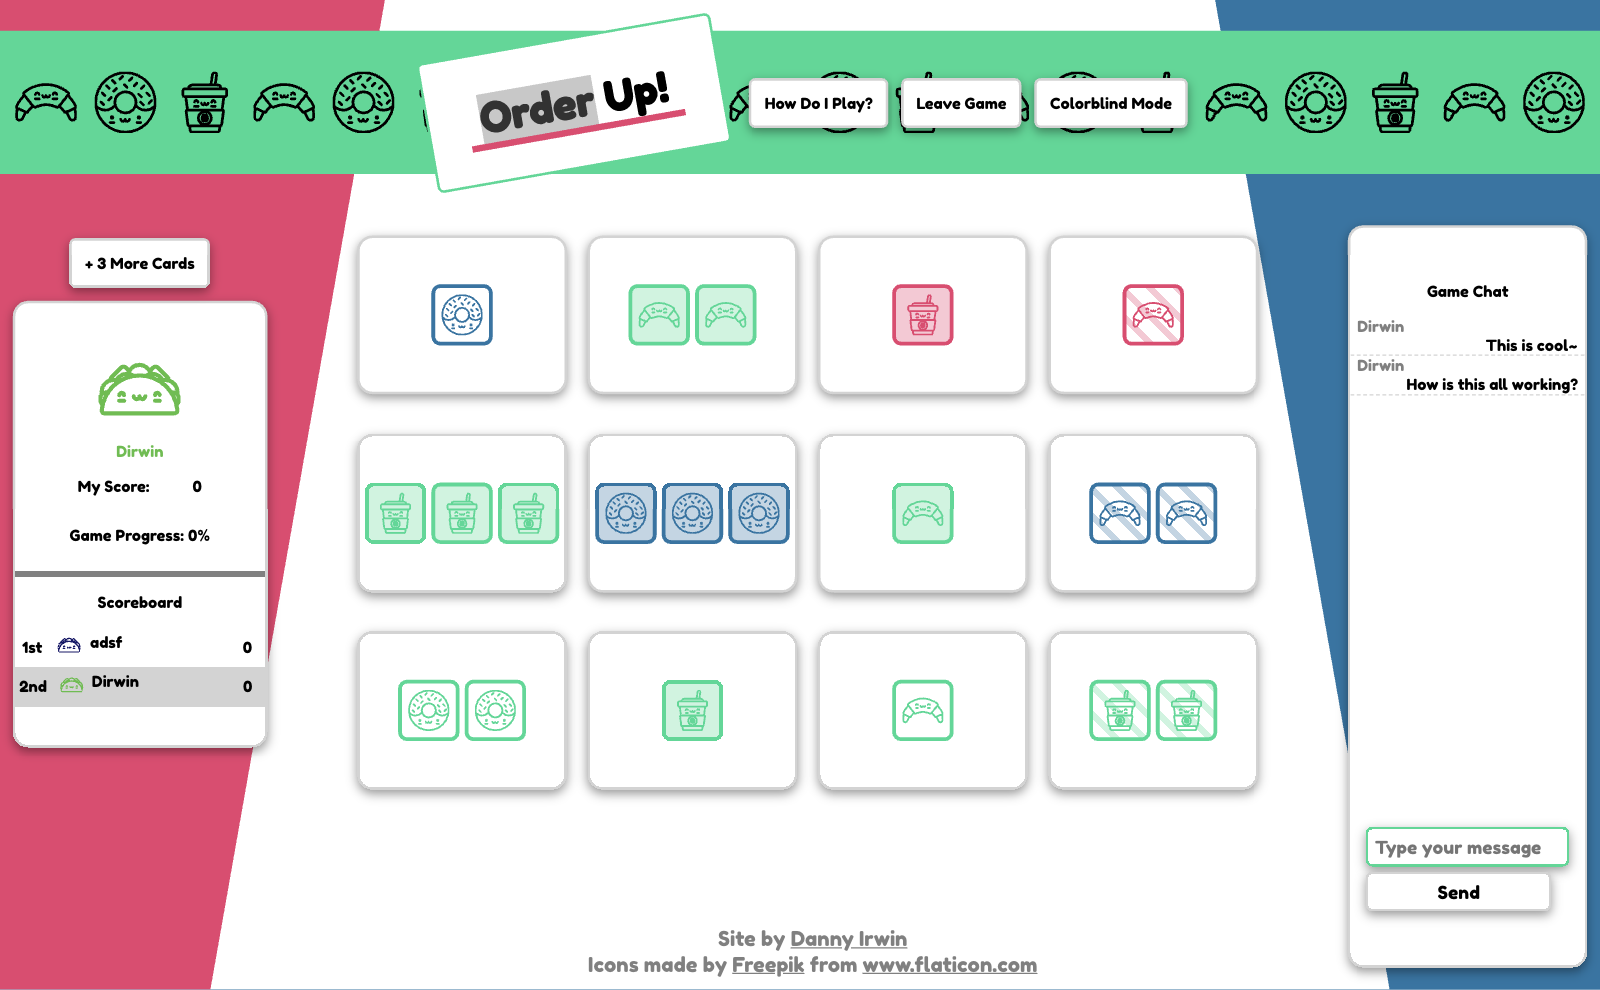 Order Up!
How Do I Play?
Leave Game
Colorblind Mode
+ 3 More Cards
Dirwin
My Score: 0
Game Progress: 0%
Scoreboard
1st adsf 0
2nd Dirwin 0
Game Chat
Dirwin
This is cool~
Dirwin
How is this all working?
Type your message
Send
Site by Danny Irwin
Icons made by Freepik from www.flaticon.com